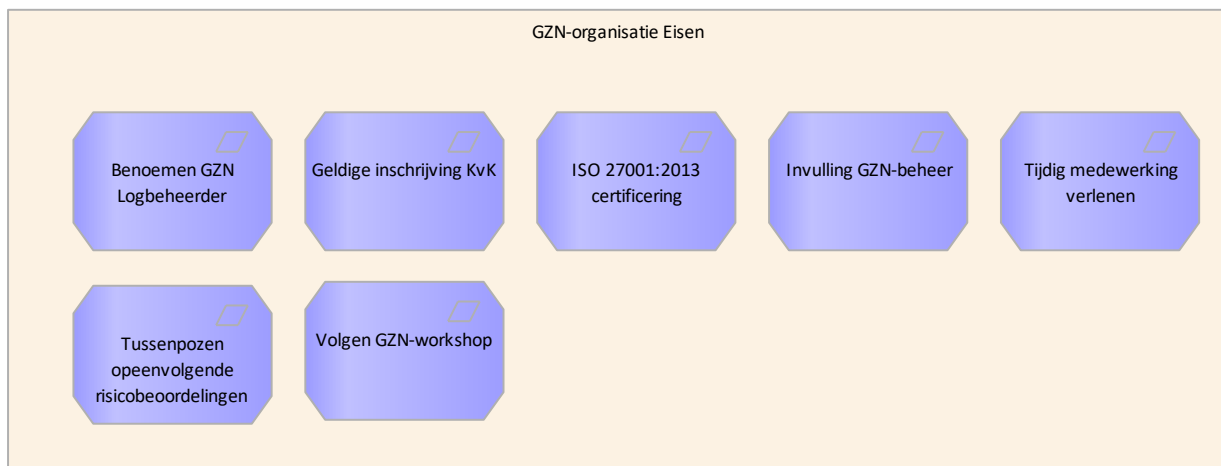 GZN-organisatie Eisen
Benoemen GZN
Logbeheerder
Geldige inschrijving KvK
ISO 27001:2013
certificering
Invulling GZN-beheer
Tijdig medewerking
verlenen
Tussenpozen
opeenvolgende
risicobeoordelingen
Volgen GZN-workshop